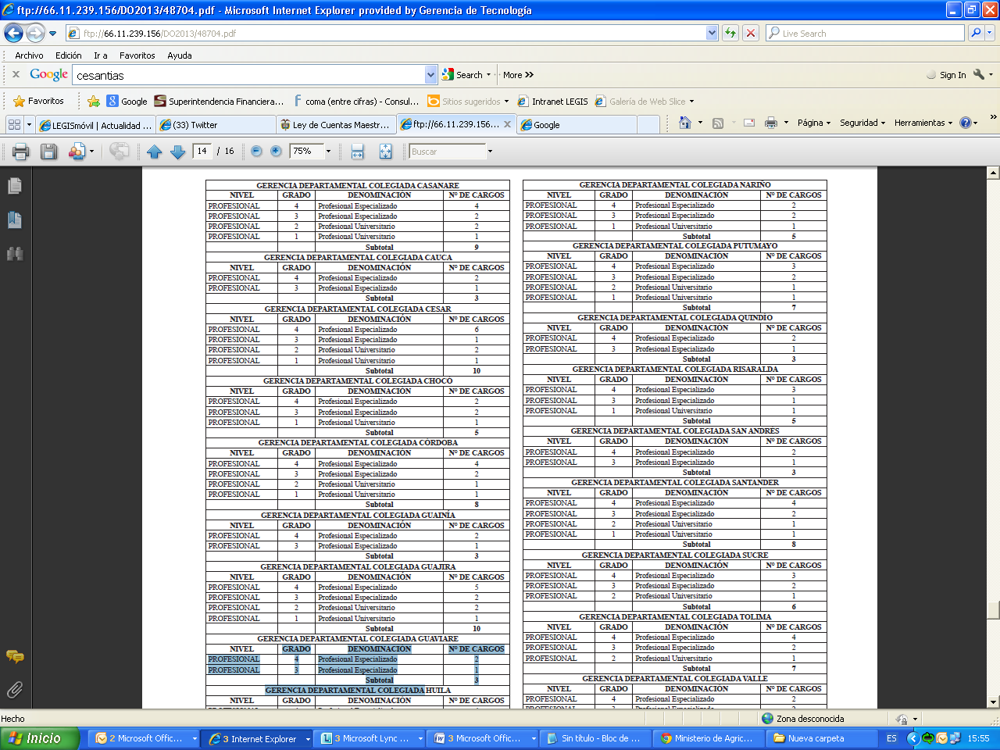 ftp://66.11.239.156/DO2013/48704.pdf - Microsoft Internet Explorer provided by Gerencia de Tecnología
ftp://66.11.239.156/DO2013/48704.pdf
Live Search
Archivo Edición Ir a Favoritos Ayuda
Google cesantias Search More Sign In
Favoritos Google Superintendencia Financiera... coma (entre cifras) - Consul... Sitios sugeridos Intranet LEGIS Galería de Web Slice
LEGISmóvil | Actualidad ... (33) Twitter Ley de Cuentas Maestr... ftp://66.11.239.156... Google Página Seguridad Herramientas
14 / 16 75% Buscar
GERENCIA DEPARTAMENTAL COLEGIADA CASANARE
NIVEL GRADO DENOMINACIÓN Nº DE CARGOS
PROFESIONAL 4 Profesional Especializado 4
PROFESIONAL 3 Profesional Especializado 2
PROFESIONAL 2 Profesional Universitario 2
PROFESIONAL 1 Profesional Universitario 1
Subtotal 9
GERENCIA DEPARTAMENTAL COLEGIADA CAUCA
NIVEL GRADO DENOMINACIÓN Nº DE CARGOS
PROFESIONAL 4 Profesional Especializado 2
PROFESIONAL 3 Profesional Especializado 1
Subtotal 3
GERENCIA DEPARTAMENTAL COLEGIADA CESAR
NIVEL GRADO DENOMINACIÓN Nº DE CARGOS
PROFESIONAL 4 Profesional Especializado 6
PROFESIONAL 3 Profesional Especializado 1
PROFESIONAL 2 Profesional Universitario 2
PROFESIONAL 1 Profesional Universitario 1
Subtotal 10
GERENCIA DEPARTAMENTAL COLEGIADA CHOCÓ
NIVEL GRADO DENOMINACIÓN Nº DE CARGOS
PROFESIONAL 4 Profesional Especializado 2
PROFESIONAL 3 Profesional Especializado 2
PROFESIONAL 1 Profesional Universitario 1
Subtotal 5
GERENCIA DEPARTAMENTAL COLEGIADA CÓRDOBA
NIVEL GRADO DENOMINACIÓN Nº DE CARGOS
PROFESIONAL 4 Profesional Especializado 4
PROFESIONAL 3 Profesional Especializado 2
PROFESIONAL 2 Profesional Universitario 1
PROFESIONAL 1 Profesional Universitario 1
Subtotal 8
GERENCIA DEPARTAMENTAL COLEGIADA GUAINÍA
NIVEL GRADO DENOMINACIÓN Nº DE CARGOS
PROFESIONAL 4 Profesional Especializado 2
PROFESIONAL 3 Profesional Especializado 1
Subtotal 3
GERENCIA DEPARTAMENTAL COLEGIADA GUAJIRA
NIVEL GRADO DENOMINACIÓN Nº DE CARGOS
PROFESIONAL 4 Profesional Especializado 5
PROFESIONAL 3 Profesional Especializado 2
PROFESIONAL 2 Profesional Universitario 2
PROFESIONAL 1 Profesional Universitario 1
Subtotal 10
GERENCIA DEPARTAMENTAL COLEGIADA GUAVIARE
NIVEL GRADO DENOMINACIÓN Nº DE CARGOS
PROFESIONAL 4 Profesional Especializado 2
PROFESIONAL 3 Profesional Especializado 1
Subtotal 3
GERENCIA DEPARTAMENTAL COLEGIADA HUILA
NIVEL GRADO DENOMINACIÓN Nº DE CARGOS
GERENCIA DEPARTAMENTAL COLEGIADA NARIÑO
NIVEL GRADO DENOMINACIÓN Nº DE CARGOS
PROFESIONAL 4 Profesional Especializado 2
PROFESIONAL 3 Profesional Especializado 2
PROFESIONAL 1 Profesional Universitario 1
Subtotal 5
GERENCIA DEPARTAMENTAL COLEGIADA PUTUMAYO
NIVEL GRADO DENOMINACIÓN Nº DE CARGOS
PROFESIONAL 4 Profesional Especializado 3
PROFESIONAL 3 Profesional Especializado 2
PROFESIONAL 2 Profesional Universitario 1
PROFESIONAL 1 Profesional Universitario 1
Subtotal 7
GERENCIA DEPARTAMENTAL COLEGIADA QUINDIO
NIVEL GRADO DENOMINACIÓN Nº DE CARGOS
PROFESIONAL 4 Profesional Especializado 2
PROFESIONAL 3 Profesional Especializado 1
Subtotal 3
GERENCIA DEPARTAMENTAL COLEGIADA RISARALDA
NIVEL GRADO DENOMINACIÓN Nº DE CARGOS
PROFESIONAL 4 Profesional Especializado 3
PROFESIONAL 3 Profesional Especializado 1
PROFESIONAL 1 Profesional Universitario 1
Subtotal 5
GERENCIA DEPARTAMENTAL COLEGIADA SAN ANDRÉS
NIVEL GRADO DENOMINACIÓN Nº DE CARGOS
PROFESIONAL 4 Profesional Especializado 2
PROFESIONAL 3 Profesional Especializado 1
Subtotal 3
GERENCIA DEPARTAMENTAL COLEGIADA SANTANDER
NIVEL GRADO DENOMINACIÓN Nº DE CARGOS
PROFESIONAL 4 Profesional Especializado 4
PROFESIONAL 3 Profesional Especializado 2
PROFESIONAL 2 Profesional Universitario 1
PROFESIONAL 1 Profesional Universitario 1
Subtotal 8
GERENCIA DEPARTAMENTAL COLEGIADA SUCRE
NIVEL GRADO DENOMINACIÓN Nº DE CARGOS
PROFESIONAL 4 Profesional Especializado 3
PROFESIONAL 3 Profesional Especializado 2
PROFESIONAL 2 Profesional Universitario 1
Subtotal 6
GERENCIA DEPARTAMENTAL COLEGIADA TOLIMA
NIVEL GRADO DENOMINACIÓN Nº DE CARGOS
PROFESIONAL 4 Profesional Especializado 4
PROFESIONAL 3 Profesional Especializado 2
PROFESIONAL 2 Profesional Universitario 1
Subtotal 7
GERENCIA DEPARTAMENTAL COLEGIADA VALLE
NIVEL GRADO DENOMINACIÓN Nº DE CARGOS
PROFESIONAL 4 Profesional Especializado 2
Hecho Zona desconocida
Inicio 2 Microsoft Offic... 3 Internet Explorer 3 Microsoft Lync ... 3 Microsoft Offic... Sin título - Bloc de ... Ministerio de Agric... Nueva carpeta ES 15:55